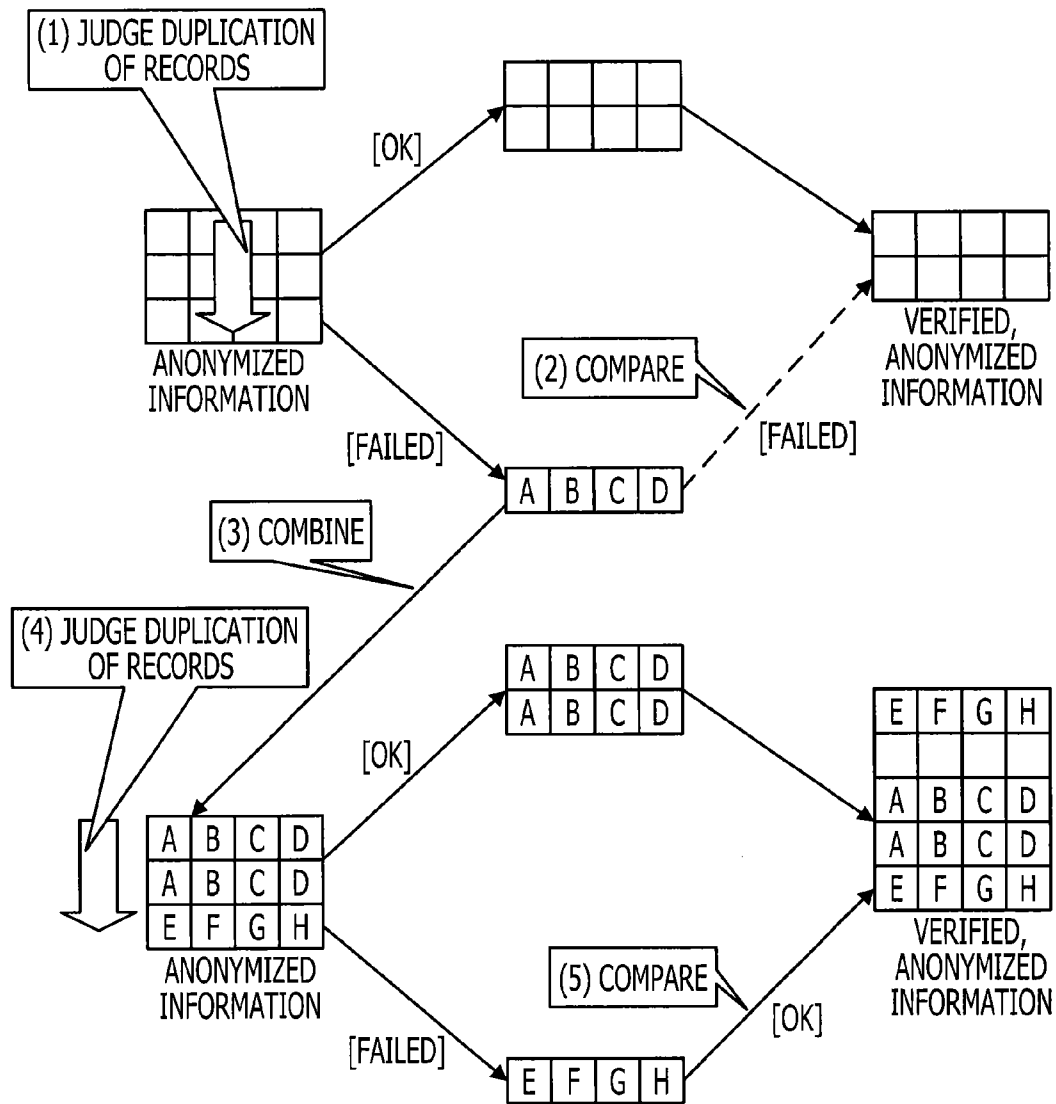 (1) JUDGE DUPLICATION
OF RECORDS
[OK]
ANONYMIZED
INFORMATION
VERIFIED,
ANONYMIZED
INFORMATION
(2) COMPARE
[FAILED]
[FAILED]
A B C D
(3) COMBINE
(4) JUDGE DUPLICATION
OF RECORDS
A B C D
A B C D
[OK]
E F G H
A B C D
A B C D
E F G H
A B C D
A B C D
E F G H
ANONYMIZED
INFORMATION
VERIFIED,
ANONYMIZED
INFORMATION
(5) COMPARE
[OK]
[FAILED]
E F G H